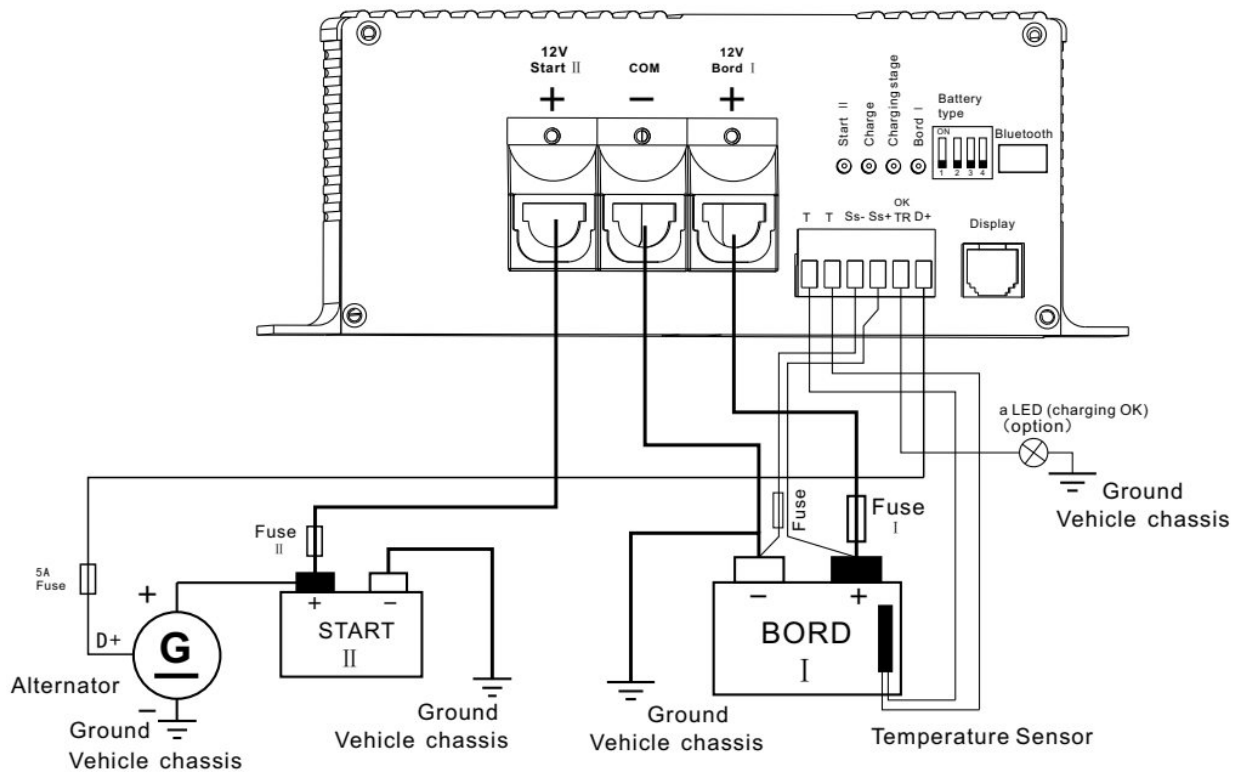 12V
Start Ⅱ
+
COM
−
12V
Bord Ⅰ
+
Start Ⅱ
Charge
Charging stage
Bord Ⅰ
Battery
type
ON
1 2 3 4
Bluetooth
T T Ss- Ss+ OK TR D+
Display
a LED (charging OK)
(option)
Ground
Vehicle chassis
Fuse
Fuse
Ⅰ
Fuse
Ⅱ
5A
Fuse
+
D+
G
Alternator
−
Ground
Vehicle chassis
+ −
START
Ⅱ
Ground
Vehicle chassis
Ground
Vehicle chassis
− +
BORD
Ⅰ
Temperature Sensor